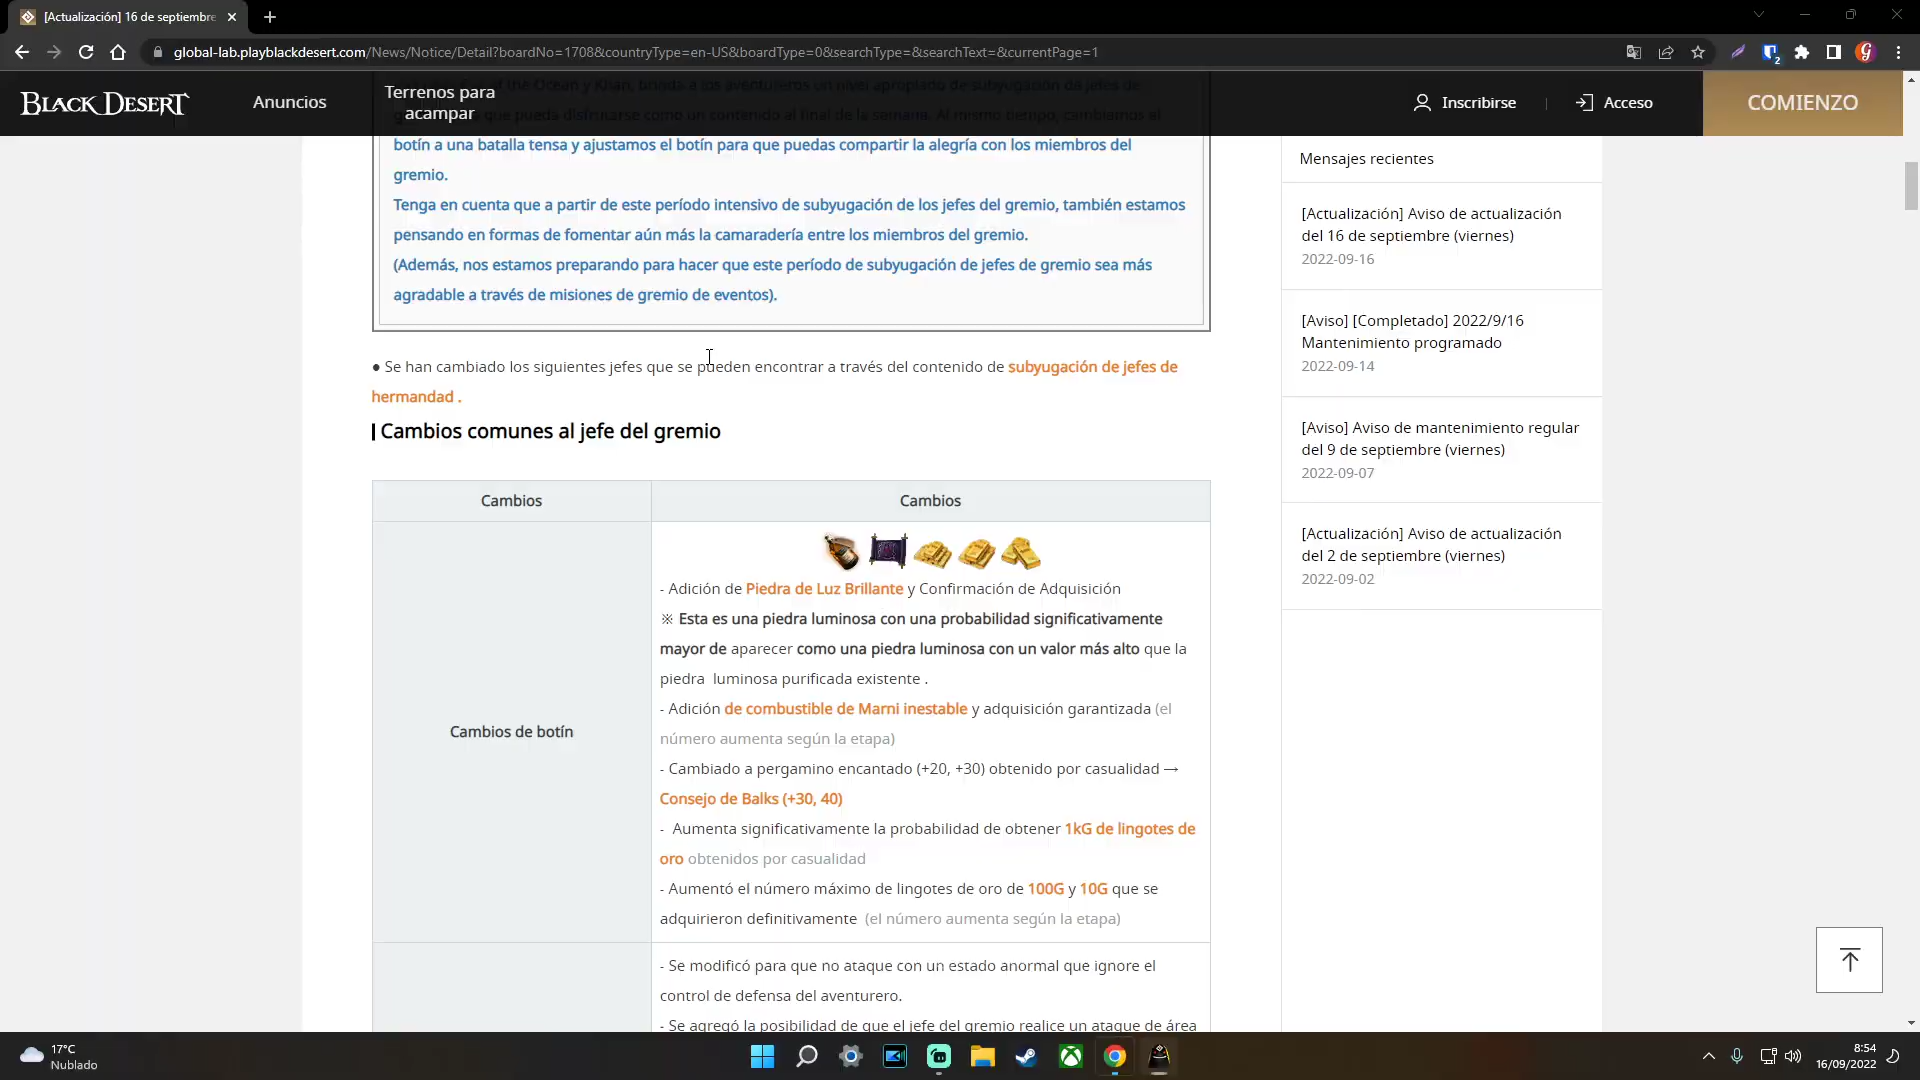 [Actualización] 16 de septiembre
global-lab.playblackdesert.com/News/Notice/Detail?boardNo=1708&countryType=en-US&boardType=0&searchType=&searchText=&currentPage=1
2
BLACK DESERT
Anuncios
Terrenos para
acampar
Inscribirse
Acceso
COMIENZO
botín a una batalla tensa y ajustamos el botín para que puedas compartir la alegría con los miembros del
gremio.
Tenga en cuenta que a partir de este período intensivo de subyugación de los jefes del gremio, también estamos
pensando en formas de fomentar aún más la camaradería entre los miembros del gremio.
(Además, nos estamos preparando para hacer que este período de subyugación de jefes de gremio sea más
agradable a través de misiones de gremio de eventos).
● Se han cambiado los siguientes jefes que se pueden encontrar a través del contenido de subyugación de jefes de
hermandad .
| Cambios comunes al jefe del gremio
Cambios
Cambios
Cambios de botín
- Adición de Piedra de Luz Brillante y Confirmación de Adquisición
※ Esta es una piedra luminosa con una probabilidad significativamente
mayor de aparecer como una piedra luminosa con un valor más alto que la
piedra luminosa purificada existente .
- Adición de combustible de Marni inestable y adquisición garantizada (el
número aumenta según la etapa)
- Cambiado a pergamino encantado (+20, +30) obtenido por casualidad →
Consejo de Balks (+30, 40)
- Aumenta significativamente la probabilidad de obtener 1kG de lingotes de
oro obtenidos por casualidad
- Aumentó el número máximo de lingotes de oro de 100G y 10G que se
adquirieron definitivamente (el número aumenta según la etapa)
- Se modificó para que no ataque con un estado anormal que ignore el
control de defensa del aventurero.
- Se agregó la posibilidad de que el jefe del gremio realice un ataque de área
Mensajes recientes
[Actualización] Aviso de actualización
del 16 de septiembre (viernes)
2022-09-16
[Aviso] [Completado] 2022/9/16
Mantenimiento programado
2022-09-14
[Aviso] Aviso de mantenimiento regular
del 9 de septiembre (viernes)
2022-09-07
[Actualización] Aviso de actualización
del 2 de septiembre (viernes)
2022-09-02
17°C
Nublado
8:54
16/09/2022